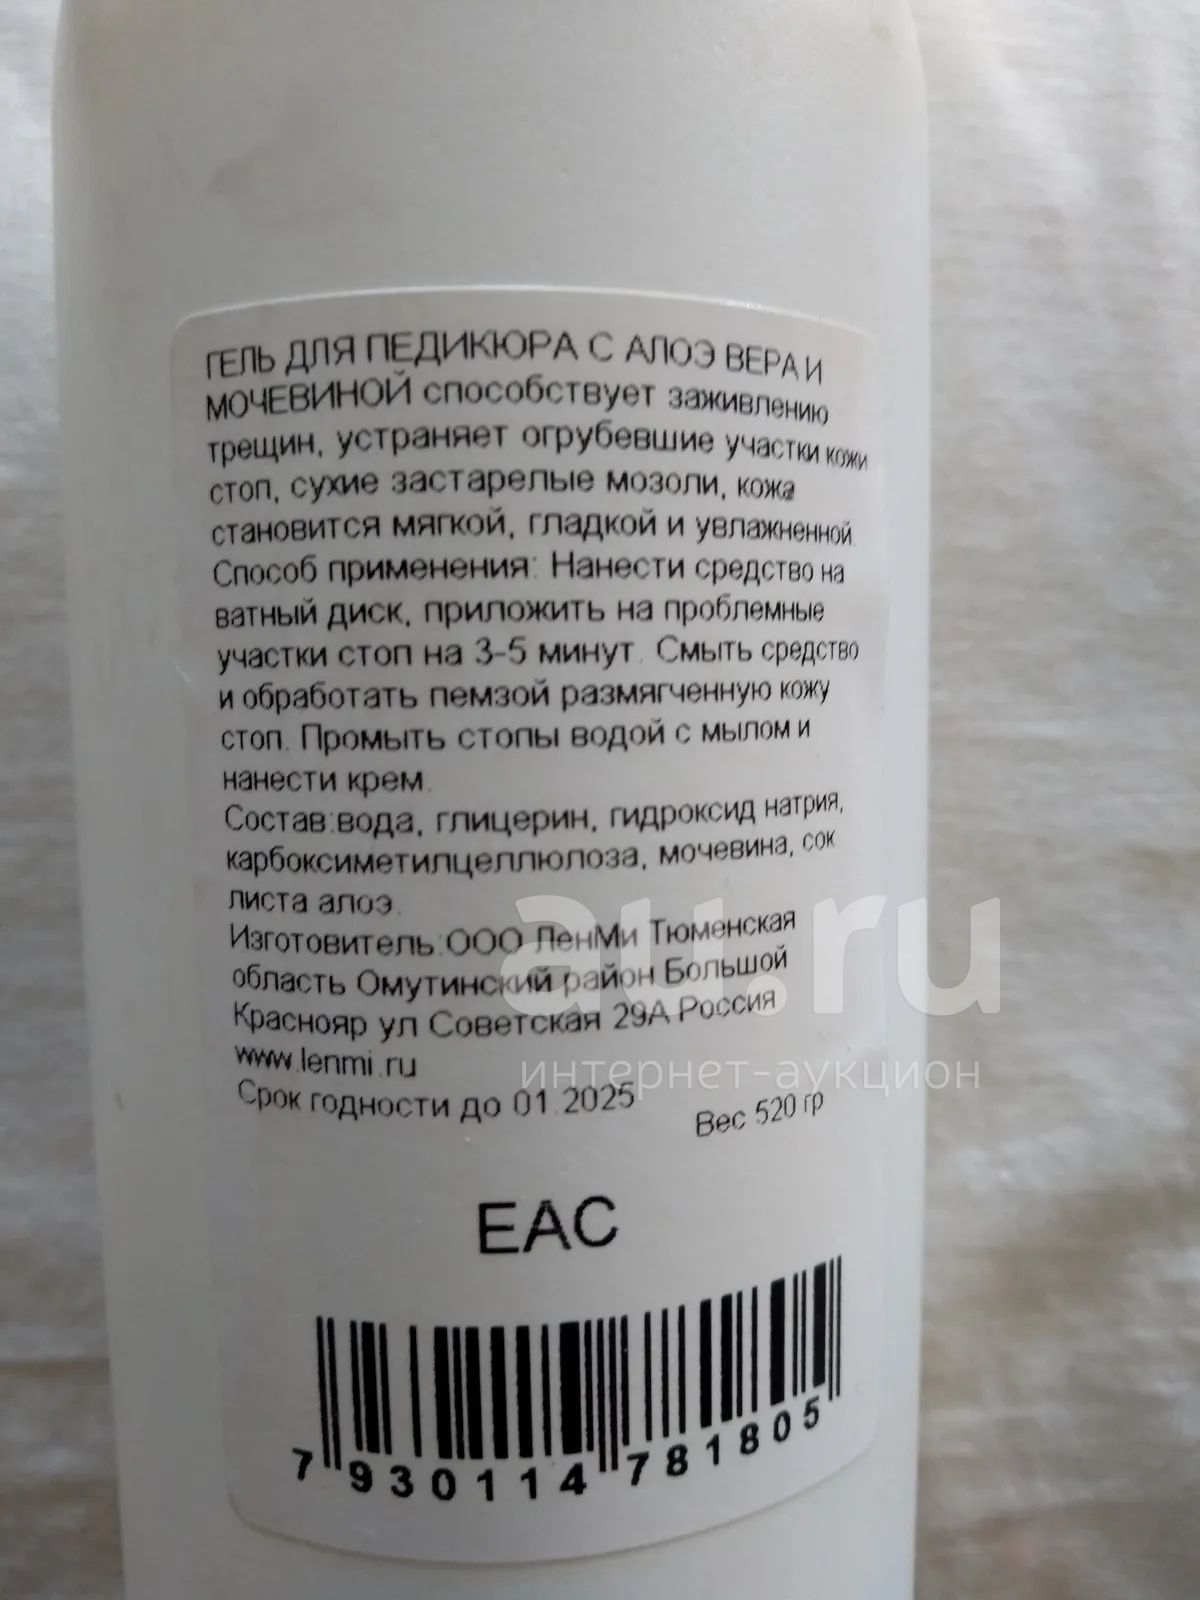 ГЕЛЬ ДЛЯ ПЕДИКЮРА С АЛОЭ ВЕРА И
МОЧЕВИНОЙ способствует заживлению
трещин, устраняет огрубевшие участки кожи
стоп, сухие застарелые мозоли, кожа
становится мягкой, гладкой и увлажненной.
Способ применения: Нанести средство на
ватный диск, приложить на проблемные
участки стоп на 3-5 минут. Смыть средство
и обработать пемзой размягченную кожу
стоп. Промыть стопы водой с мылом и
нанести крем.
Состав:вода, глицерин, гидроксид натрия,
карбоксиметилцеллюлоза, мочевина, сок
листа алоэ.
Изготовитель:ООО ЛенМи Тюменская
область Омутинский район Большой
Краснояр ул Советская 29А Россия
www.lenmi.ru
Срок годности до 01.2025
Вес 520 гр
au.ru
интернет-аукцион
EAC
7 930114 781805